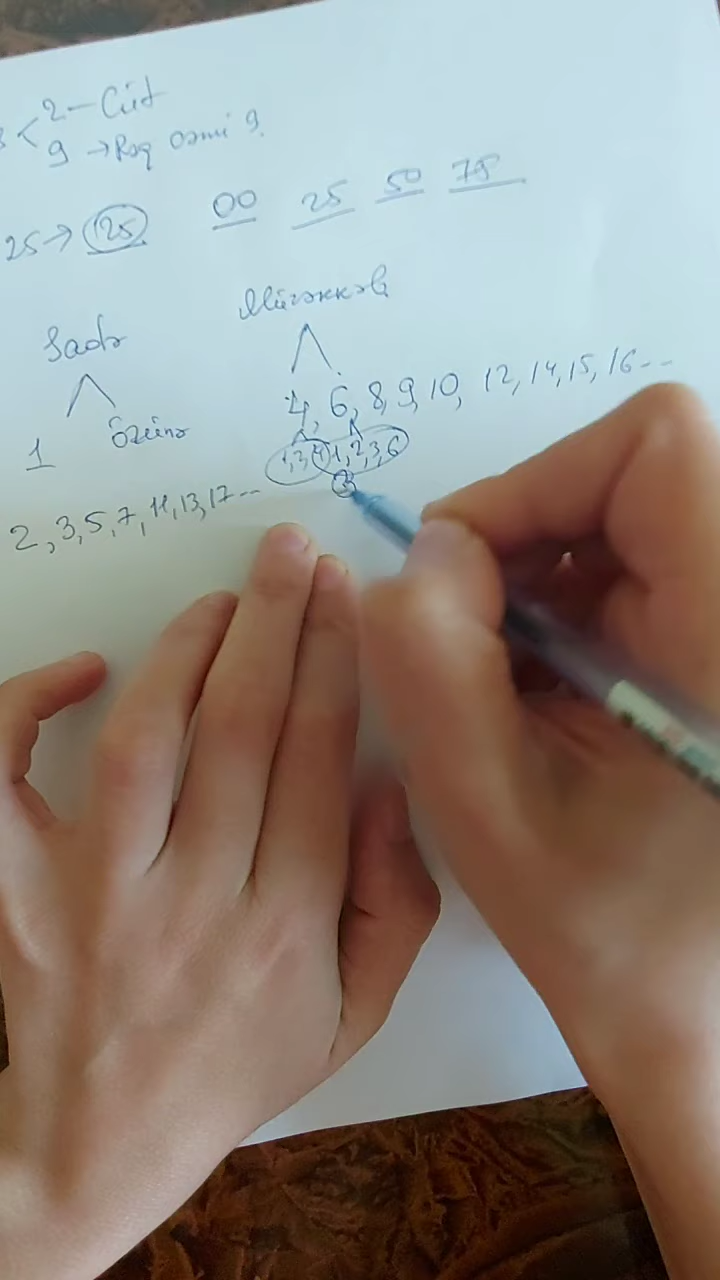 8 < 2 – Cüt
9 → Rəq cəmi 9.
25 → 25 00 25 50 75
Sadə Mürəkkəb
1 özünə
4, 6, 8, 9, 10, 12, 14, 15, 16 ...
1, 2, 4 1, 2, 3, 6
2, 3, 5, 7, 11, 13, 17 ...